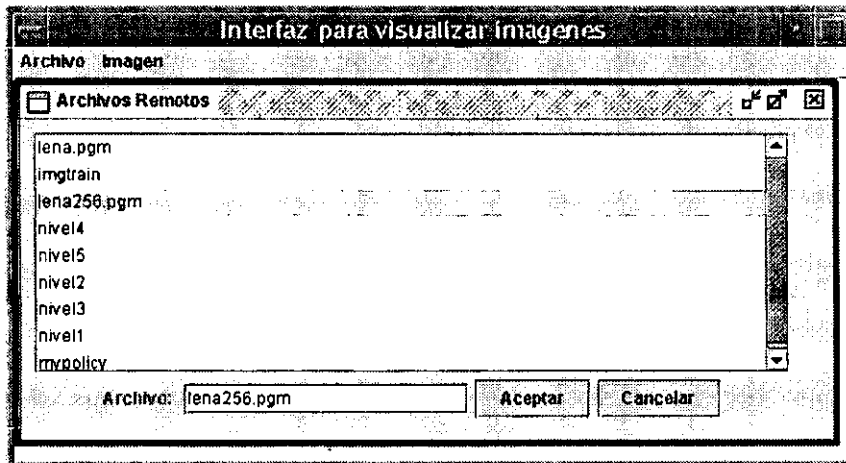 Interfaz para visualizar imagenes
Archivo Imagen
Archivos Remotos
lena.pgm
imgtrain
lena256.pgm
nivel4
nivel5
nivel2
nivel3
nivel1
mypolicy
Archivo: lena256.pgm Aceptar Cancelar